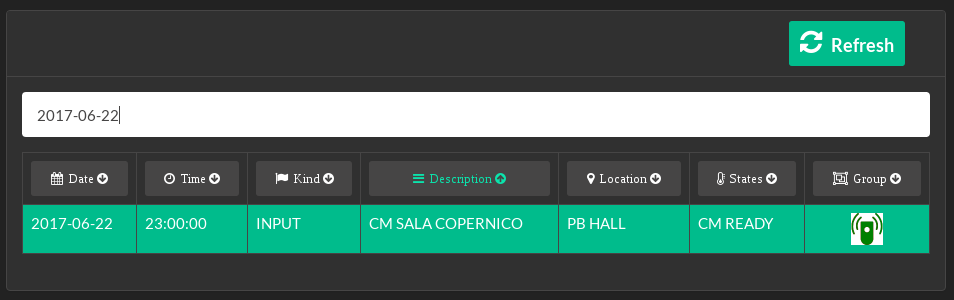 Refresh
2017-06-22
Date Time Kind Description Location States Group
2017-06-22 23:00:00 INPUT CM SALA COPERNICO PB HALL CM READY